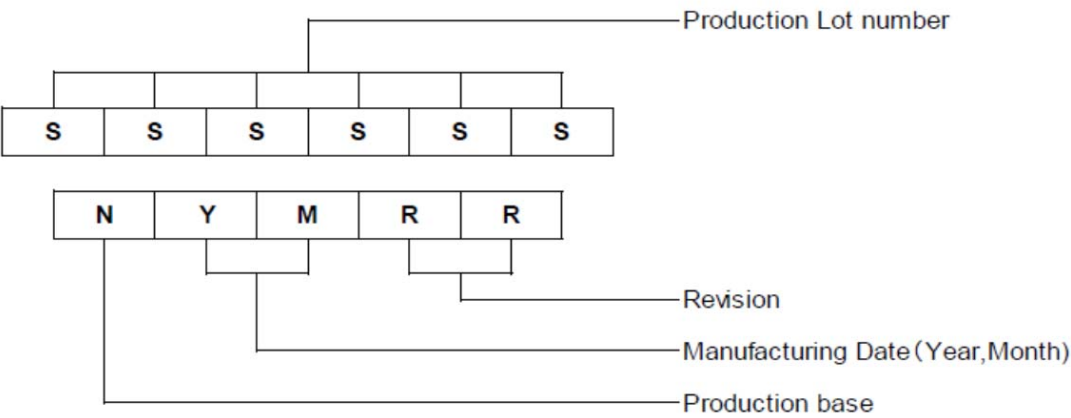 Production Lot number
S S S S S S
N Y M R R
Revision
Manufacturing Date(Year,Month)
Production base